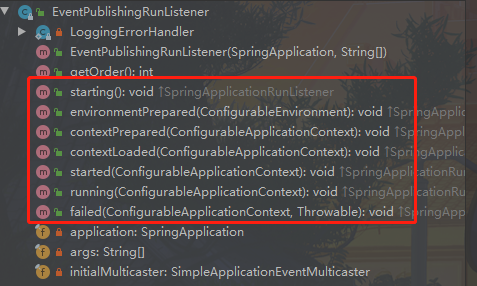 EventPublishingRunListener
LoggingErrorHandler
EventPublishingRunListener(SpringApplication, String[])
getOrder(): int
starting(): void ↑SpringApplicationRunListener
environmentPrepared(ConfigurableEnvironment): void ↑SpringApplic
contextPrepared(ConfigurableApplicationContext): void ↑SpringAppl
contextLoaded(ConfigurableApplicationContext): void ↑SpringAppli
started(ConfigurableApplicationContext): void ↑SpringApplicationR
running(ConfigurableApplicationContext): void ↑SpringApplicationRu
failed(ConfigurableApplicationContext, Throwable): void ↑SpringA
application: SpringApplication
args: String[]
initialMulticaster: SimpleApplicationEventMulticaster